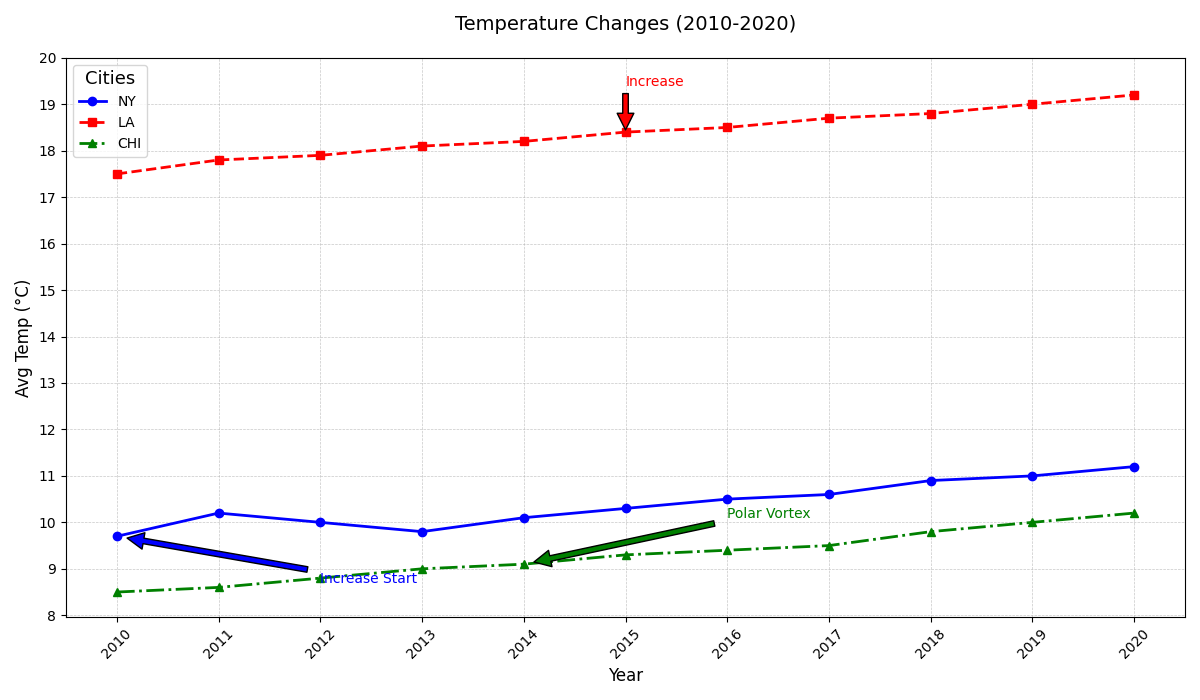 Temperature Changes (2010-2020)
Cities
NY
LA
CHI
Increase
Polar Vortex
Increase Start
Avg Temp (°C)
20
19
18
17
16
15
14
13
12
11
10
9
8
2010
2011
2012
2013
2014
2015
2016
2017
2018
2019
2020
Year